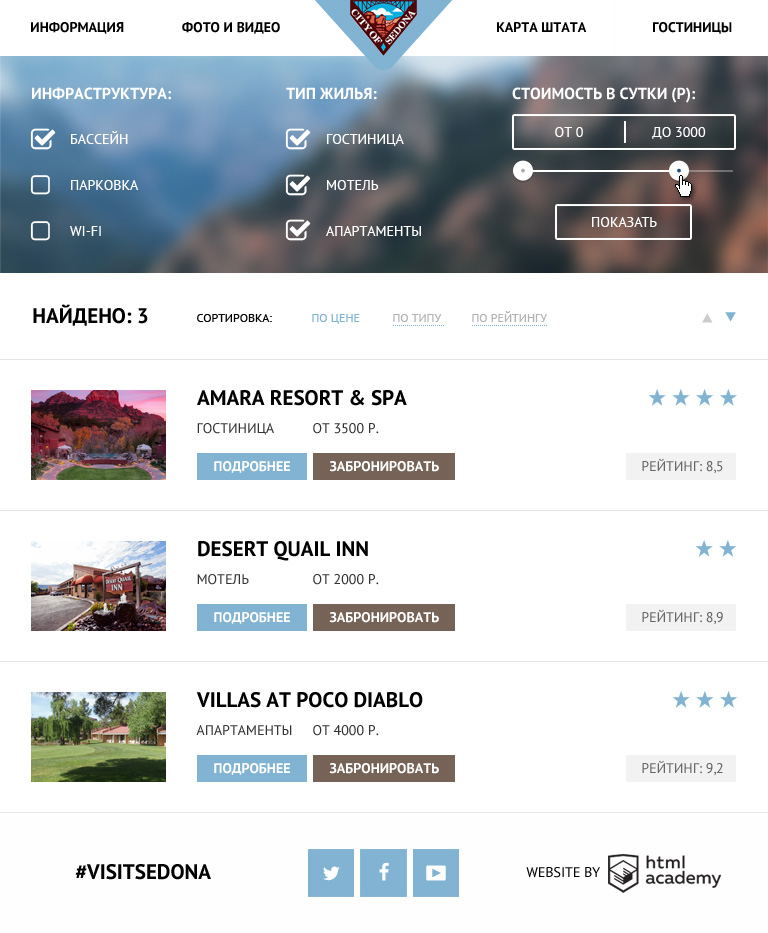 ИНФОРМАЦИЯ ФОТО И ВИДЕО КАРТА ШТАТА ГОСТИНИЦЫ
CITY OF SEDONA
ИНФРАСТРУКТУРА: ТИП ЖИЛЬЯ: СТОИМОСТЬ В СУТКИ (Р):
БАССЕЙН ГОСТИНИЦА ОТ 0 ДО 3000
ПАРКОВКА МОТЕЛЬ
WI-FI АПАРТАМЕНТЫ ПОКАЗАТЬ
НАЙДЕНО: 3 СОРТИРОВКА: ПО ЦЕНЕ ПО ТИПУ ПО РЕЙТИНГУ
AMARA RESORT & SPA
ГОСТИНИЦА ОТ 3500 Р.
ПОДРОБНЕЕ ЗАБРОНИРОВАТЬ РЕЙТИНГ: 8,5
DESERT QUAIL INN
DESERT QUAIL
INN
МОТЕЛЬ ОТ 2000 Р.
ПОДРОБНЕЕ ЗАБРОНИРОВАТЬ РЕЙТИНГ: 8,9
VILLAS AT POCO DIABLO
АПАРТАМЕНТЫ ОТ 4000 Р.
ПОДРОБНЕЕ ЗАБРОНИРОВАТЬ РЕЙТИНГ: 9,2
#VISITSEDONA WEBSITE BY html
academy